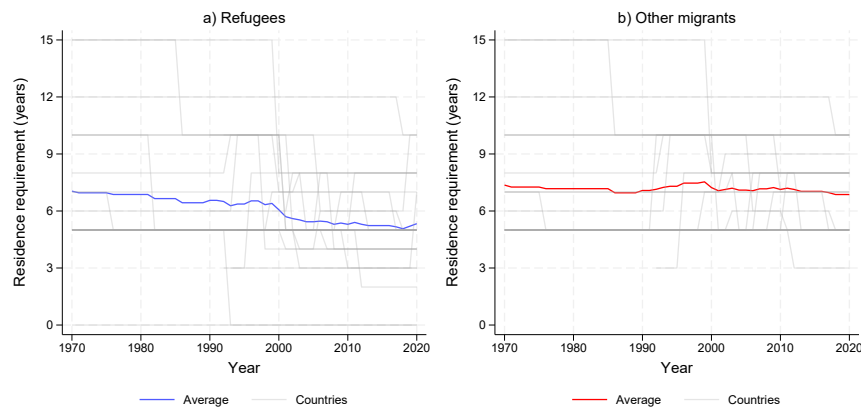 a) Refugees
Residence requirement (years)
15
12
9
6
3
0
1970 1980 1990 2000 2010 2020
Year
Average Countries
b) Other migrants
Residence requirement (years)
15
12
9
6
3
0
1970 1980 1990 2000 2010 2020
Year
Average Countries